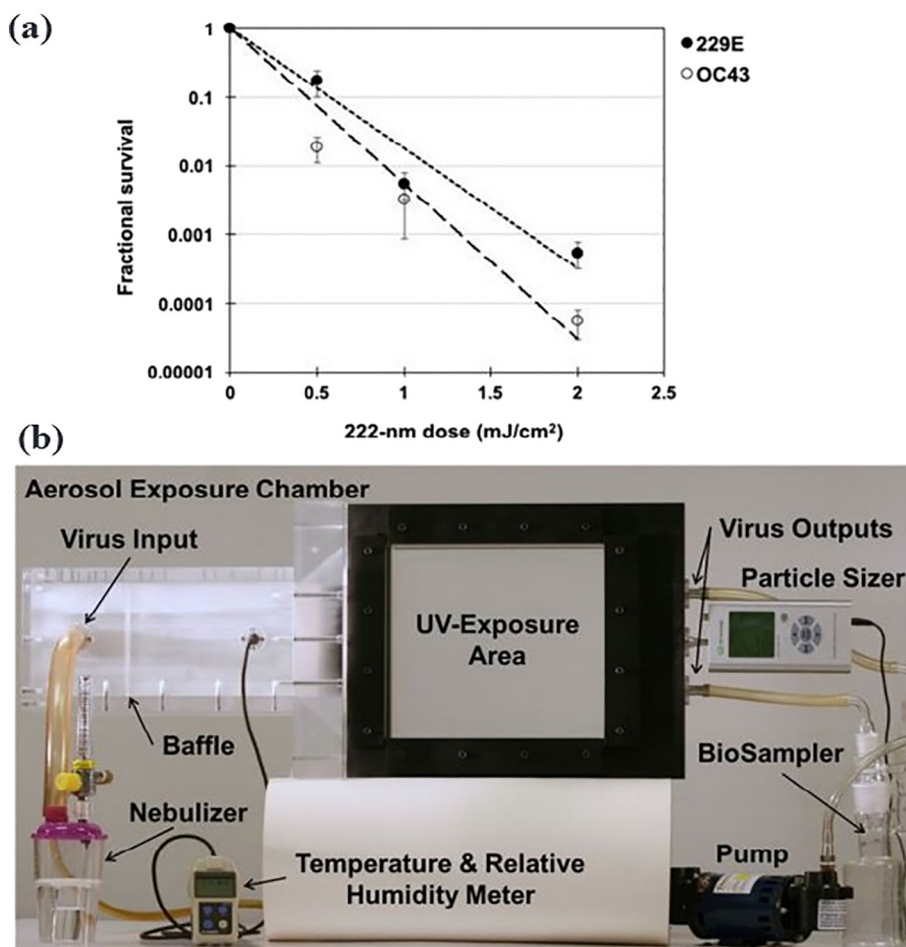 (a)
1
0.1
0.01
0.001
0.0001
0.00001
Fractional survival
0
0.5
1
1.5
2
2.5
222-nm dose (mJ/cm²)
229E
OC43
(b)
Aerosol Exposure Chamber
Virus Input
Virus Outputs
Particle Sizer
UV-Exposure
Area
Baffle
BioSampler
Nebulizer
Temperature & Relative
Humidity Meter
Pump